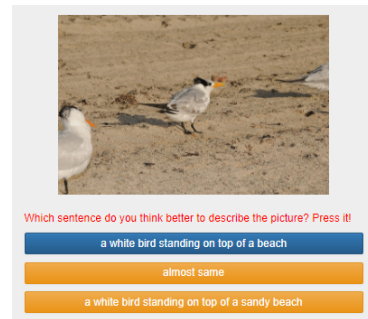 Which sentence do you think better to describe the picture? Press it!
a white bird standing on top of a beach
almost same
a white bird standing on top of a sandy beach